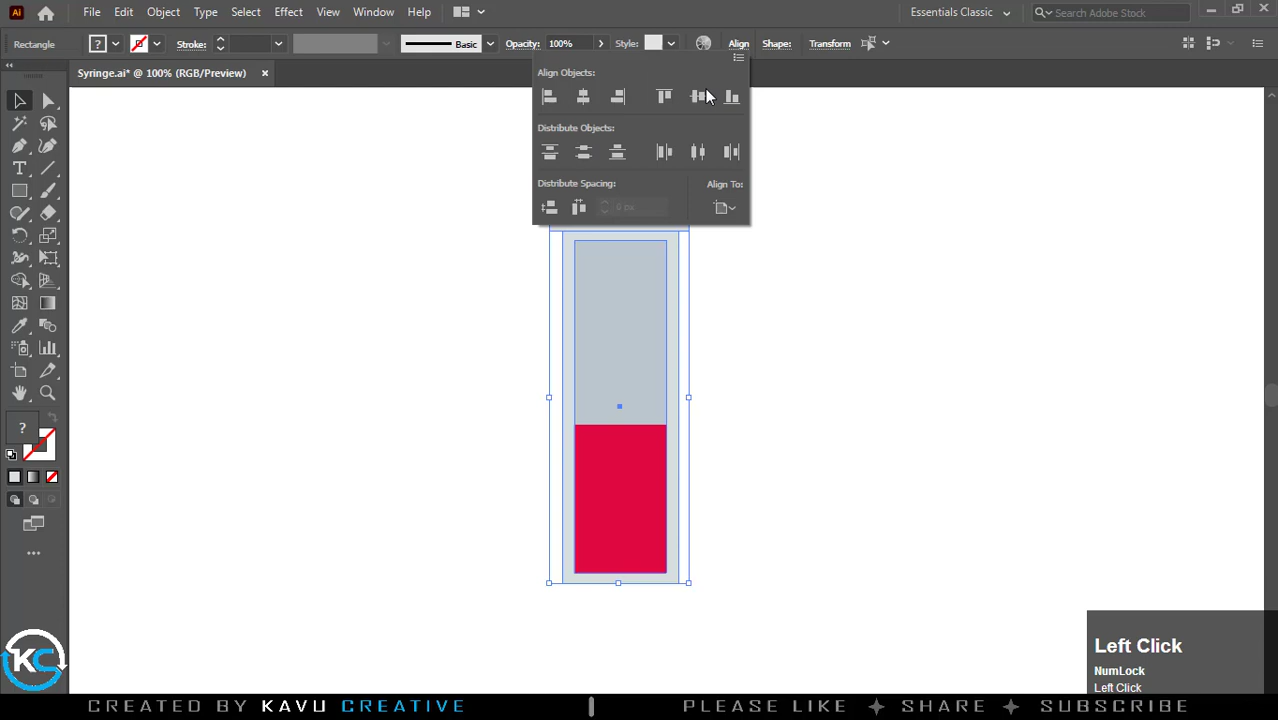 Ai File Edit Object Type Select Effect View Window Help Essentials Classic Search Adobe Stock
Rectangle ? Stroke: Basic Opacity: 100% Style: Align Shape: Transform
Syringe.ai* @ 100% (RGB/Preview) ×
Align Objects:
Distribute Objects:
Distribute Spacing: Align To:
0 px
T
?
KC
Left Click
NumLock
Left Click
CREATED BY KAVU CREATIVE PLEASE LIKE SHARE SUBSCRIBE